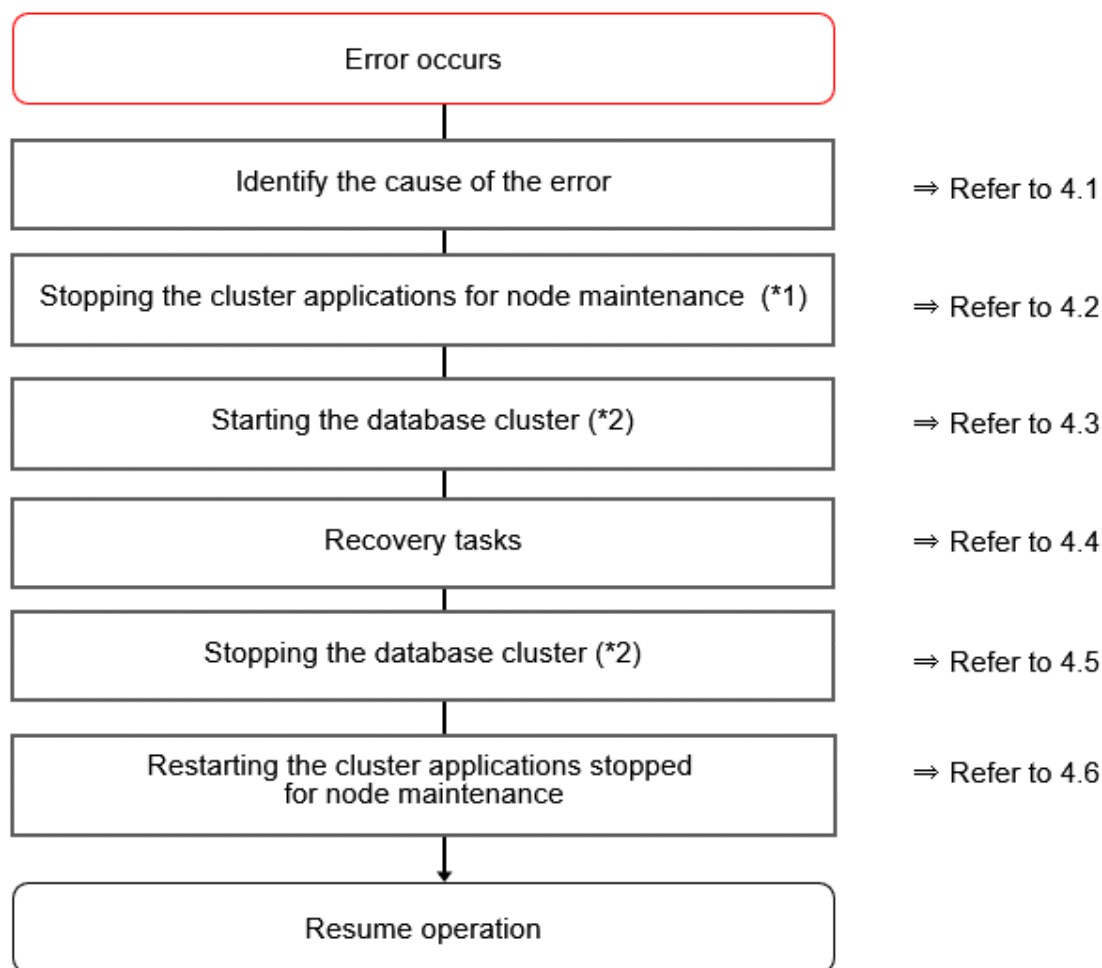 Error occurs
Identify the cause of the error
⇒ Refer to 4.1
Stopping the cluster applications for node maintenance (*1)
⇒ Refer to 4.2
Starting the database cluster (*2)
⇒ Refer to 4.3
Recovery tasks
⇒ Refer to 4.4
Stopping the database cluster (*2)
⇒ Refer to 4.5
Restarting the cluster applications stopped
for node maintenance
⇒ Refer to 4.6
Resume operation